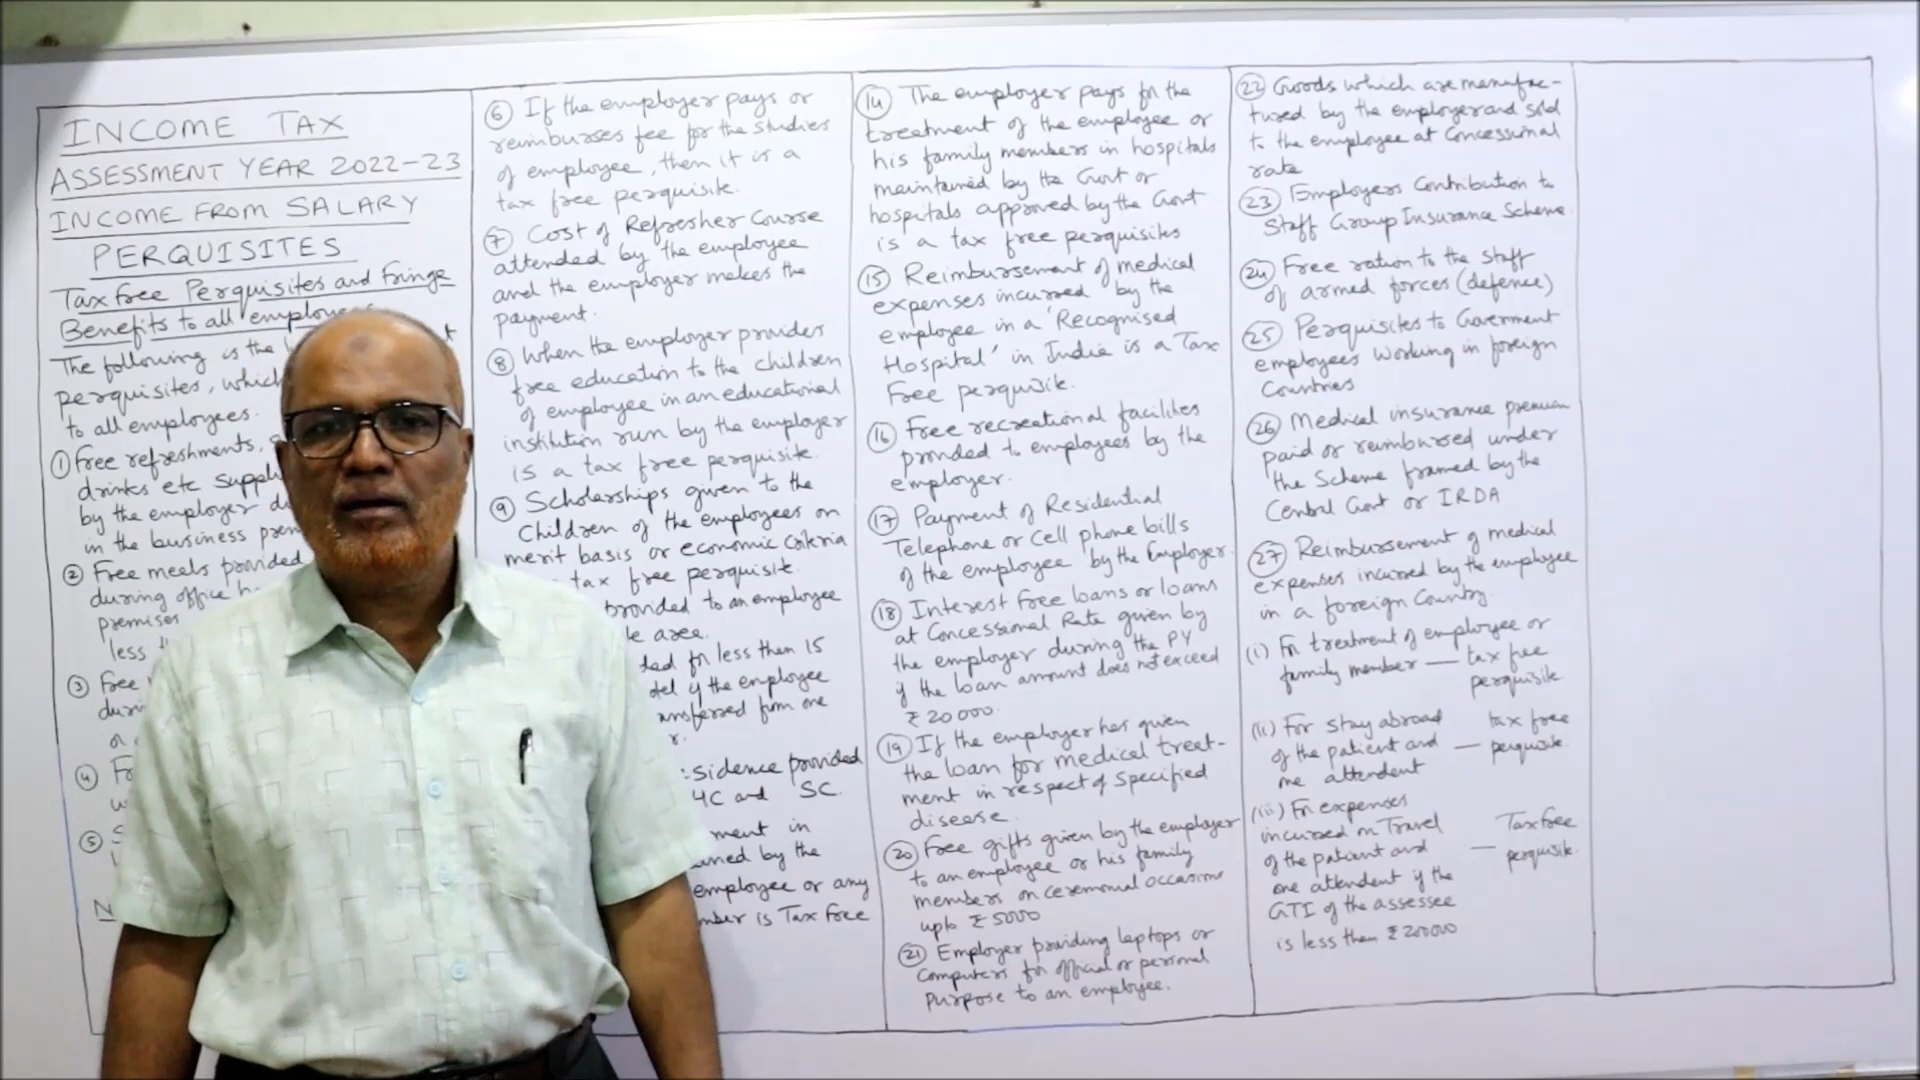 INCOME TAX
ASSESSMENT YEAR 2022-23
INCOME FROM SALARY
PERQUISITES
Tax free Perquisites and Fringe
Benefits to all
The following is the
perquisites, which
to all employees.
① Free refreshments,
drinks etc
by the employer
in the business
② Free meals provided
during office
premises
less
③ Free
④
⑤
⑥ If the employer pays or
reimburses fee for the studies
of employee, then it is a
tax free perquisite.
⑦ Cost of Refresher Course
attended by the employee
and the employer makes the
payment.
⑧ When the employer provides
free education to the children
of employee in an educational
institution run by the employer
is a tax free perquisite.
⑨ Scholarships given to the
Children of the employees on
merit basis or economic criteria
tax free perquisite.
provided to an employee
area.
for less then 15
if the employee
from one
provided
and SC.
in
by the
employee or any
is Tax free
⑭ The employer pays for the
treatment of the employee or
his family members in hospitals
maintained by the Govt or
hospitals approved by the Govt
is a tax free perquisites
⑮ Reimbursement of medical
expenses incurred by the
employee in a 'Recognised
Hospital' in India is a Tax
Free perquisite.
⑯ Free recreational facilities
provided to employees by the
employer.
⑰ Payment of Residential
Telephone or Cell phone bills
of the employee by the Employer.
⑱ Interest free loans or loans
at Concessional Rate given by
the employer during the PY
if the loan amount does not exceed
₹ 20000.
⑲ If the employer has given
the loan for medical treat-
ment in respect of specified
disease.
⑳ Free gifts given by the employer
to an employee or his family
members on ceremonial occasions
upto ₹ 5000
㉑ Employer providing laptops or
Computers for official or personal
purpose to an employee.
㉒ Goods which are manufac-
tured by the employer and sold
to the employee at Concessional
rate
㉓ Employers Contribution to
Staff Group Insurance Scheme.
㉔ Free ration to the staff
of armed forces (defence)
㉕ Perquisites to Goverment
employees working in foreign
Countries
㉖ Medical insurance premium
paid or reimbursed under
the Scheme framed by the
Central Govt or IRDA
㉗ Reimbursement of medical
expenses incurred by the employee
in a foreign Country.
(i) For treatment of employee or
family member — tax free
perquisite.
(ii) For stay abroad
of the patient and — tax free
perquisite.
one attendent
(iii) For expenses
incurred on Travel
of the patient and — Tax free
perquisite.
one attendent if the
GTI of the assessee
is less then ₹ 200000